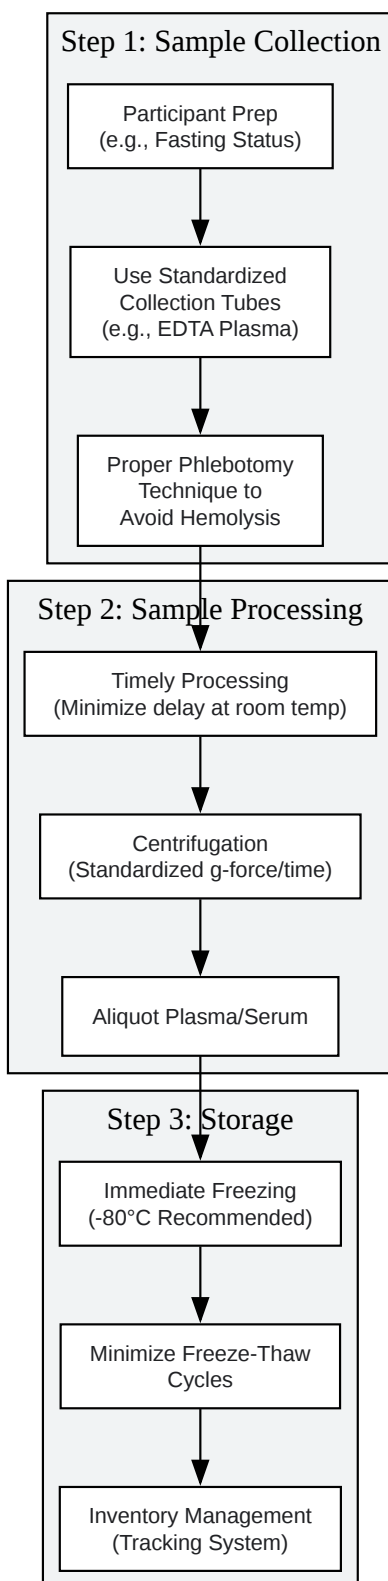 Step 1: Sample Collection
Participant Prep
(e.g., Fasting Status)
Use Standardized
Collection Tubes
(e.g., EDTA Plasma)
Proper Phlebotomy
Technique to
Avoid Hemolysis
Step 2: Sample Processing
Timely Processing
(Minimize delay at room temp)
Centrifugation
(Standardized g-force/time)
Aliquot Plasma/Serum
Step 3: Storage
Immediate Freezing
(-80°C Recommended)
Minimize Freeze-Thaw
Cycles
Inventory Management
(Tracking System)